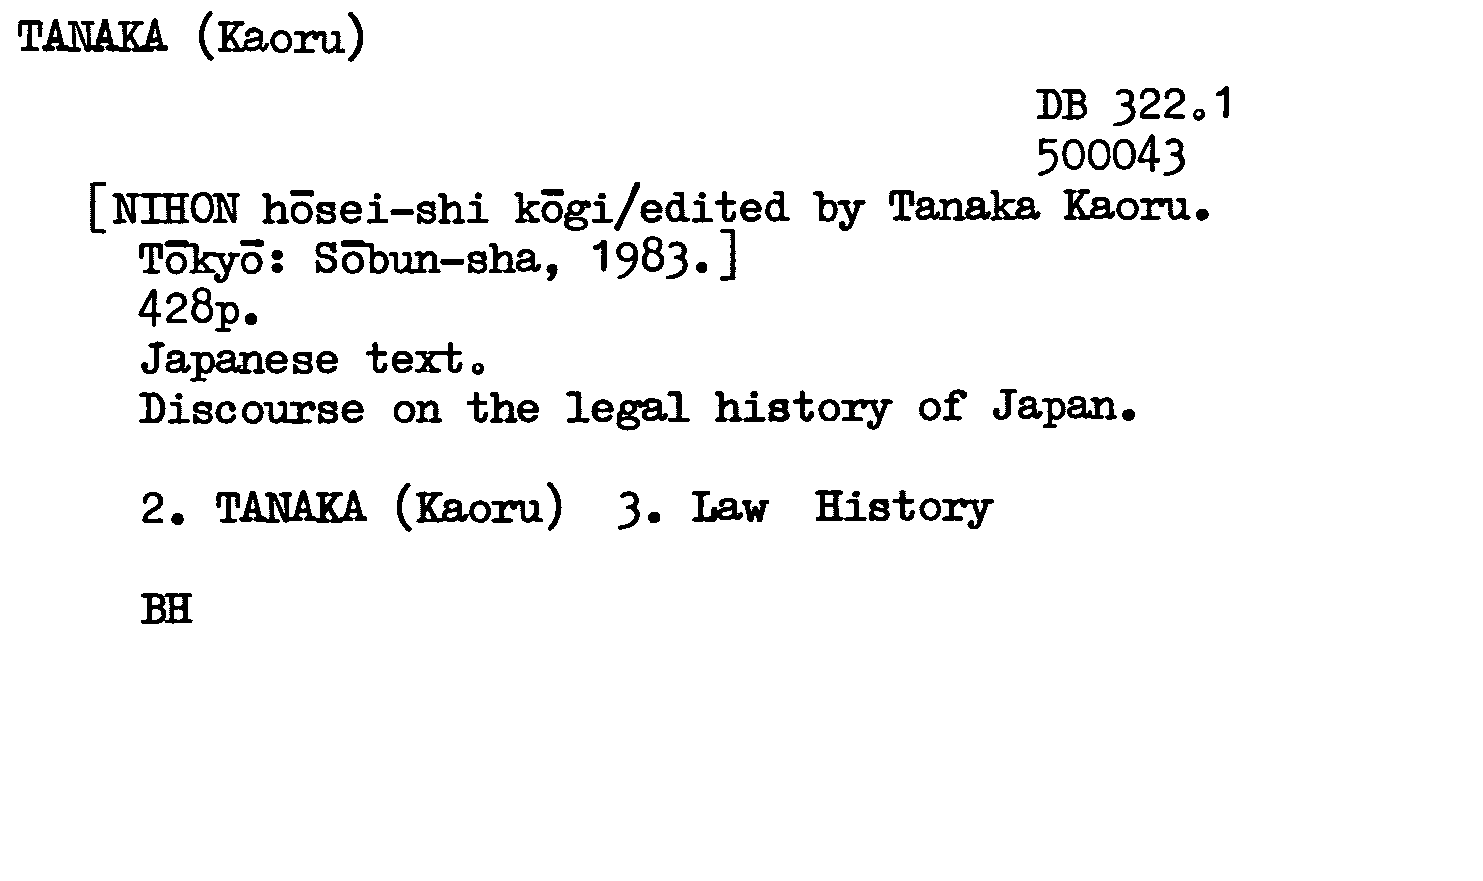 TANAKA (Kaoru)
DB 322.1
500043
[NIHON hōsei-shi kōgi/edited by Tanaka Kaoru.
Tōkyō: Sōbun-sha, 1983.]
428p.
Japanese text.
Discourse on the legal history of Japan.
2. TANAKA (Kaoru) 3. Law History
BH